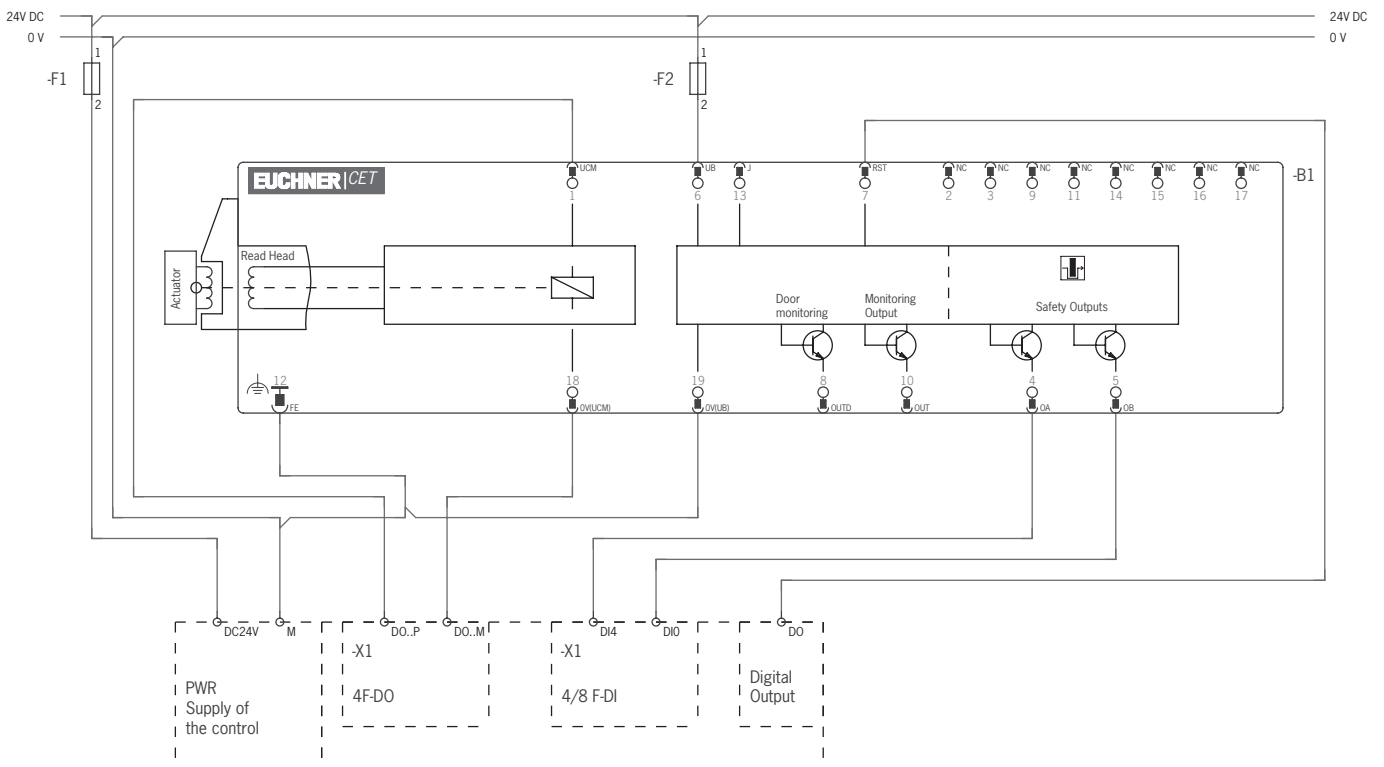 24V DC
24V DC
0 V
0 V
1
1
-F1
-F2
2
2
EUCHNER CET
UCM
UB
J
RST
NC
NC
NC
NC
NC
NC
NC
NC
-B1
1
6
13
7
2
3
9
11
14
15
16
17
Read Head
Actuator
Door
monitoring
Monitoring
Output
Safety Outputs
12
18
19
8
10
4
5
FE
0V(UCM)
0V(UB)
OUTD
OUT
OA
OB
DC24V
M
DO..P
DO..M
DI4
DI0
DO
-X1
-X1
PWR
Supply of
the control
4F-DO
4/8 F-DI
Digital
Output